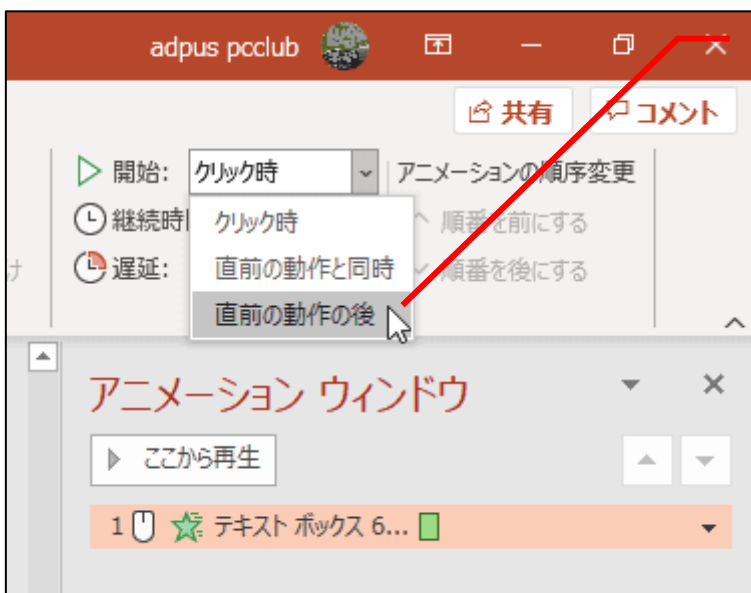 adpus pcclub
共有
コメント
開始: クリック時 アニメーションの順序変更
継続時
クリック時
順番を前にする
遅延:
直前の動作と同時
順番を後にする
け
直前の動作の後
アニメーション ウィンドウ
ここから再生
1 テキスト ボックス 6...